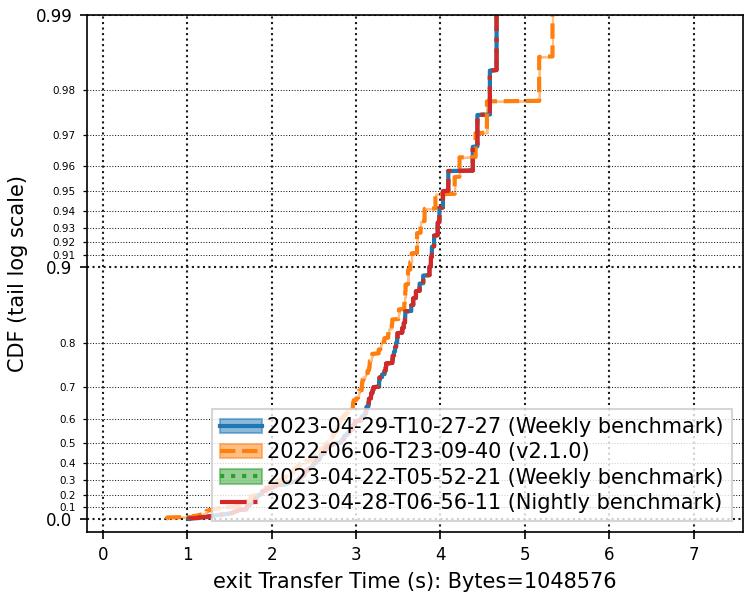 CDF (tail log scale)
0.99
0.98
0.97
0.96
0.95
0.94
0.93
0.92
0.91
0.9
0.8
0.7
0.6
0.5
0.4
0.3
0.2
0.1
0.0
2023-04-29-T10-27-27 (Weekly benchmark)
2022-06-06-T23-09-40 (v2.1.0)
2023-04-22-T05-52-21 (Weekly benchmark)
2023-04-28-T06-56-11 (Nightly benchmark)
0 1 2 3 4 5 6 7
exit Transfer Time (s): Bytes=1048576